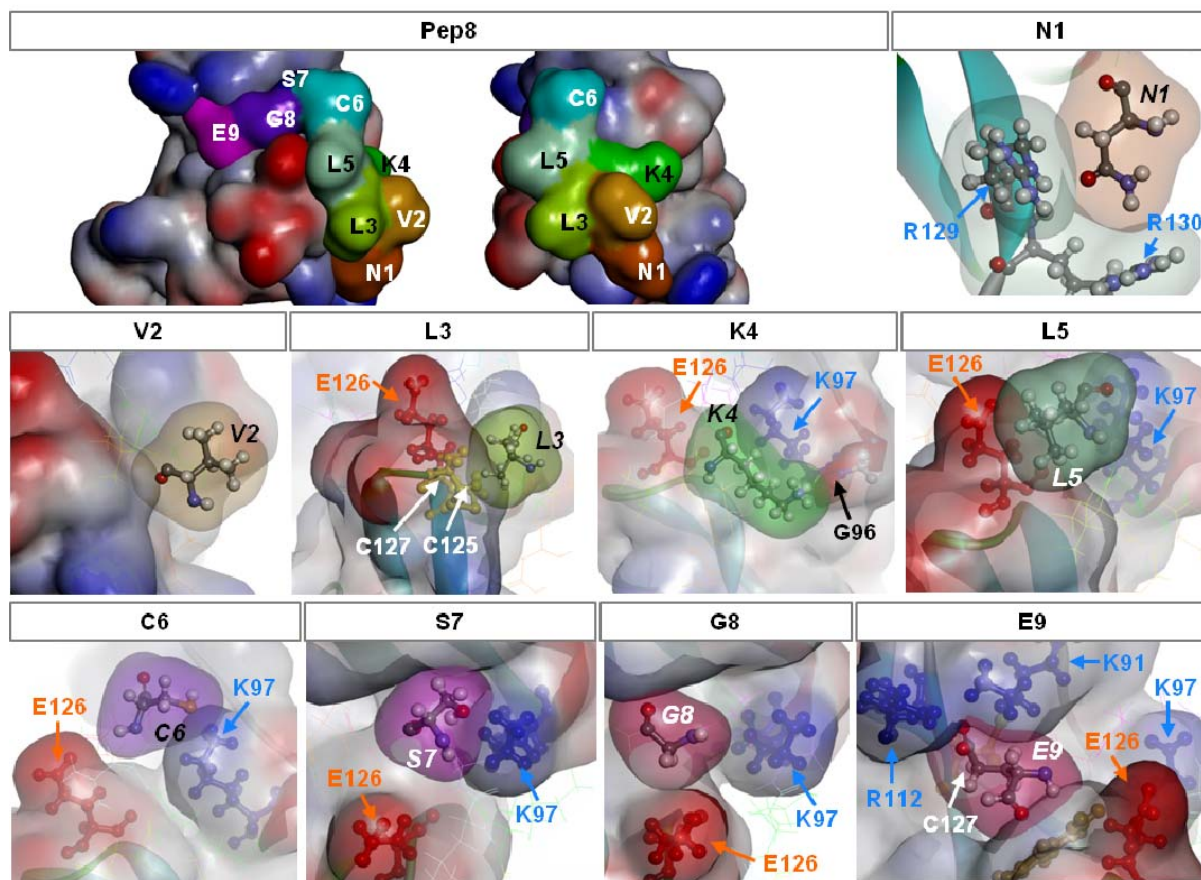 Pep8
N1
S7
C6
E9
G8
L5
K4
L3
V2
N1
C6
L5
K4
L3
V2
N1
N1
R129
R130
V2
L3
K4
L5
V2
E126
L3
C127
C125
E126
K4
K97
G96
E126
K97
L5
C6
S7
G8
E9
E126
K97
C6
S7
E126
K97
G8
K97
E126
K91
K97
E9
E126
R112
C127